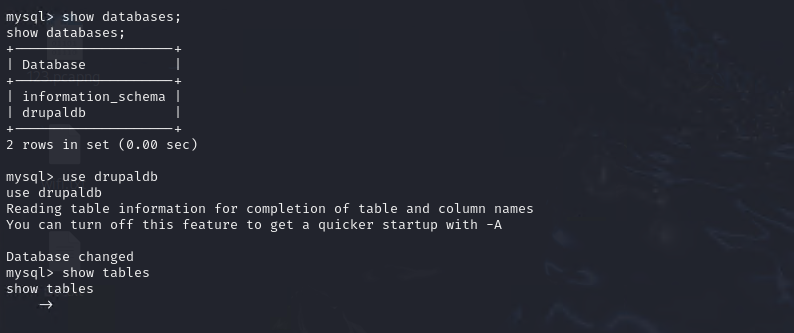 mysql> show databases;
show databases;
+--------------------+
| Database           |
+--------------------+
| information_schema |
| drupaldb           |
+--------------------+
2 rows in set (0.00 sec)
mysql> use drupaldb
use drupaldb
Reading table information for completion of table and column names
You can turn off this feature to get a quicker startup with -A
Database changed
mysql> show tables
show tables
    ->